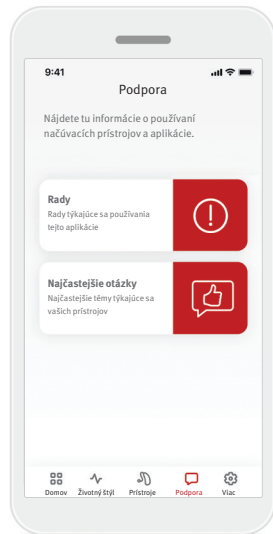 9:41
Podpora
Nájdete tu informácie o používaní
načúvacích prístrojov a aplikácie.
Rady
Rady týkajúce sa používania
tejto aplikácie
Najčastejšie otázky
Najčastejšie témy týkajúce sa
vašich prístrojov
Domov Životný štýl Prístroje Podpora Viac